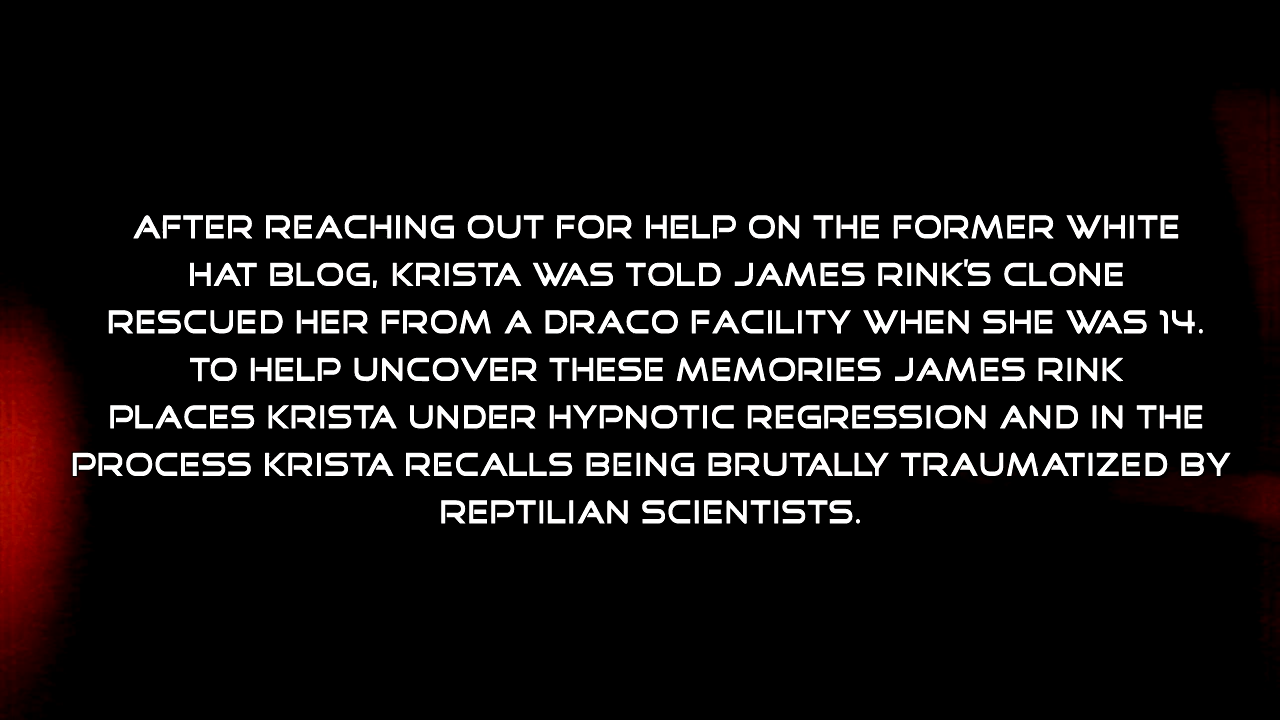 AFTER REACHING OUT FOR HELP ON THE FORMER WHITE
HAT BLOG, KRISTA WAS TOLD JAMES RINK'S CLONE
RESCUED HER FROM A DRACO FACILITY WHEN SHE WAS 14.
TO HELP UNCOVER THESE MEMORIES JAMES RINK
PLACES KRISTA UNDER HYPNOTIC REGRESSION AND IN THE
PROCESS KRISTA RECALLS BEING BRUTALLY TRAUMATIZED BY
REPTILIAN SCIENTISTS.